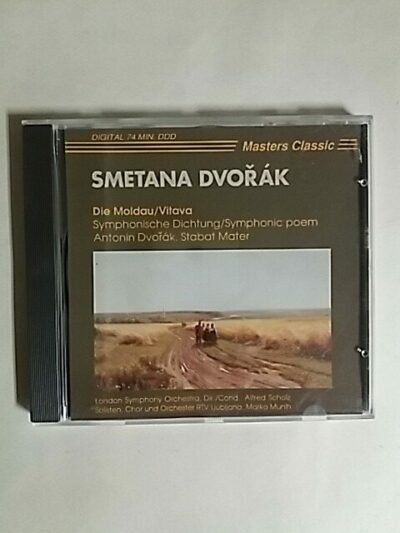 DIGITAL 74 MIN. DDD
Masters Classic
SMETANA DVOŘÁK
Die Moldau/Vltava
Symphonische Dichtung/Symphonic poem
Antonin Dvořák, Stabat Mater
London Symphony Orchestra, Dir./Cond. Alfred Scholz
Solisten, Chor und Orchester RTV Ljubljana, Marko Munih